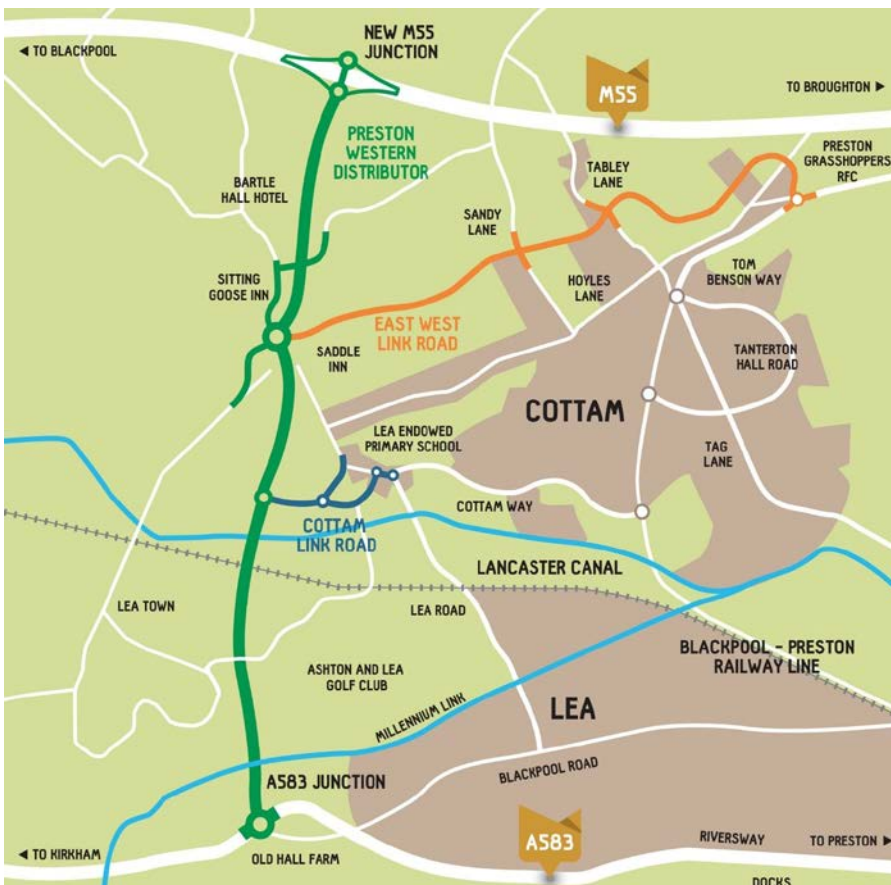 NEW M55
JUNCTION
◄ TO BLACKPOOL
M55
TO BROUGHTON ►
PRESTON
WESTERN
DISTRIBUTOR
PRESTON
GRASSHOPPERS
RFC
TABLEY
LANE
BARTLE
HALL HOTEL
SANDY
LANE
SITTING
GOOSE INN
HOYLES
LANE
TOM
BENSON WAY
EAST WEST
LINK ROAD
SADDLE
INN
TANTERTON
HALL ROAD
COTTAM
LEA ENDOWED
PRIMARY SCHOOL
TAG
LANE
COTTAM WAY
COTTAM
LINK ROAD
LANCASTER CANAL
LEA TOWN
LEA ROAD
BLACKPOOL - PRESTON
RAILWAY LINE
ASHTON AND LEA
GOLF CLUB
MILLENNIUM LINK
LEA
BLACKPOOL ROAD
A583 JUNCTION
A583
RIVERSWAY
TO PRESTON ►
◄ TO KIRKHAM
OLD HALL FARM
DOCKS